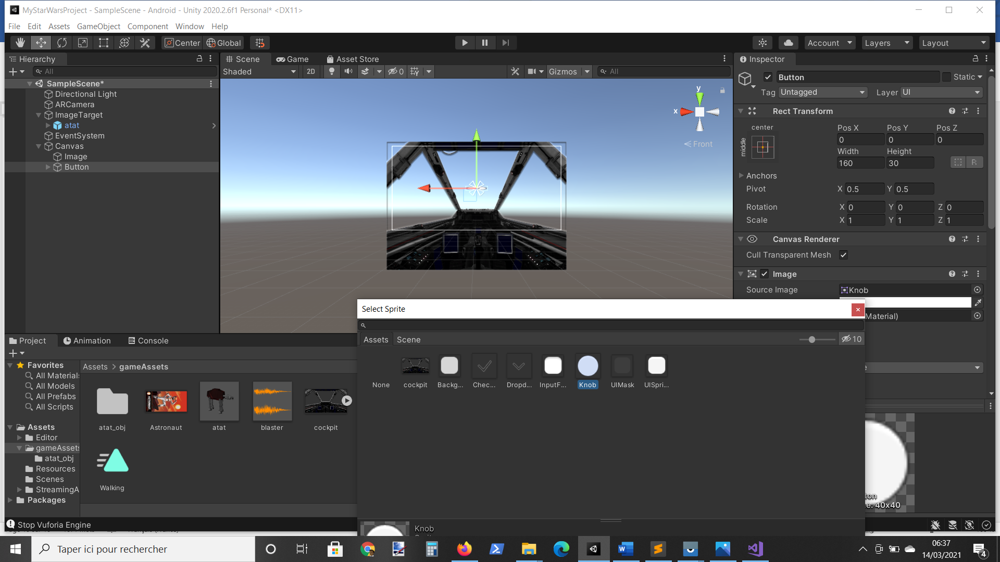 MyStarWarsProject - SampleScene - Android - Unity 2020.2.6f1 Personal* <DX11>
File Edit Assets GameObject Component Window Help
Center Global Account Layers Layout
Hierarchy
All
SampleScene*
Directional Light
ARCamera
ImageTarget
atat
EventSystem
Canvas
Image
Button
Scene Game Asset Store
Shaded 2D 0 Gizmos All
y
x
Front
Inspector
Button Static
Tag Untagged Layer UI
Rect Transform
center
middle
Pos X Pos Y Pos Z
0 0 0
Width Height
160 30 R
Anchors
Pivot X 0.5 Y 0.5
Rotation X 0 Y 0 Z 0
Scale X 1 Y 1 Z 1
Canvas Renderer
Cull Transparent Mesh
Image
Source Image Knob
Material)
e
Select Sprite
Assets Scene 10
None cockpit Backg... Chec... Dropd... InputF... Knob UIMask UISpri...
Knob
Project Animation Console
Favorites
All Materials
All Models
All Prefabs
All Scripts
Assets
Editor
gameAssets
atat_obj
Resources
Scenes
StreamingA
Packages
Assets > gameAssets
atat_obj Astronaut atat blaster cockpit
Walking
ton
e: 40x40
Stop Vuforia Engine
Taper ici pour rechercher
06:37
14/03/2021
4